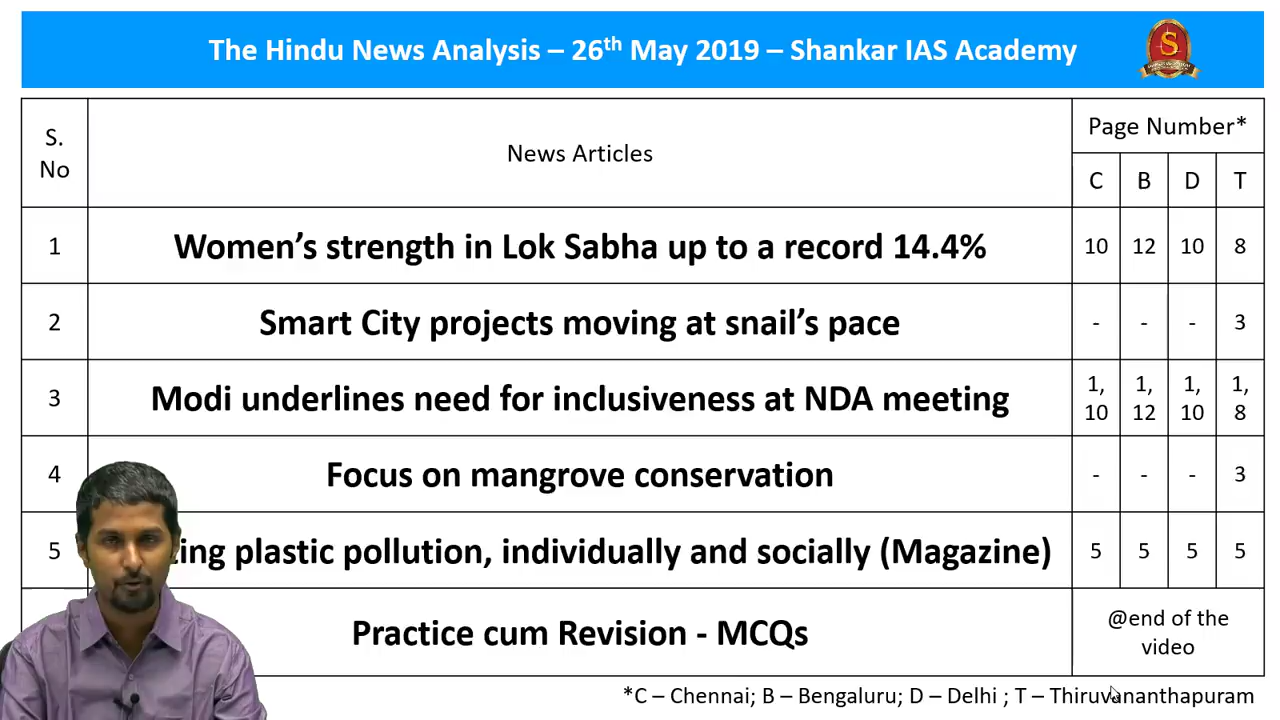 The Hindu News Analysis – 26th May 2019 – Shankar IAS Academy
S
S.
No
News Articles
Page Number*
C B D T
1 Women’s strength in Lok Sabha up to a record 14.4% 10 12 10 8
2 Smart City projects moving at snail’s pace - - - 3
3 Modi underlines need for inclusiveness at NDA meeting 1, 10 1, 12 1, 10 1, 8
4 Focus on mangrove conservation - - - 3
5 plastic pollution, individually and socially (Magazine) 5 5 5 5
Practice cum Revision - MCQs @end of the
video
*C – Chennai; B – Bengaluru; D – Delhi ; T – Thiruvananthapuram